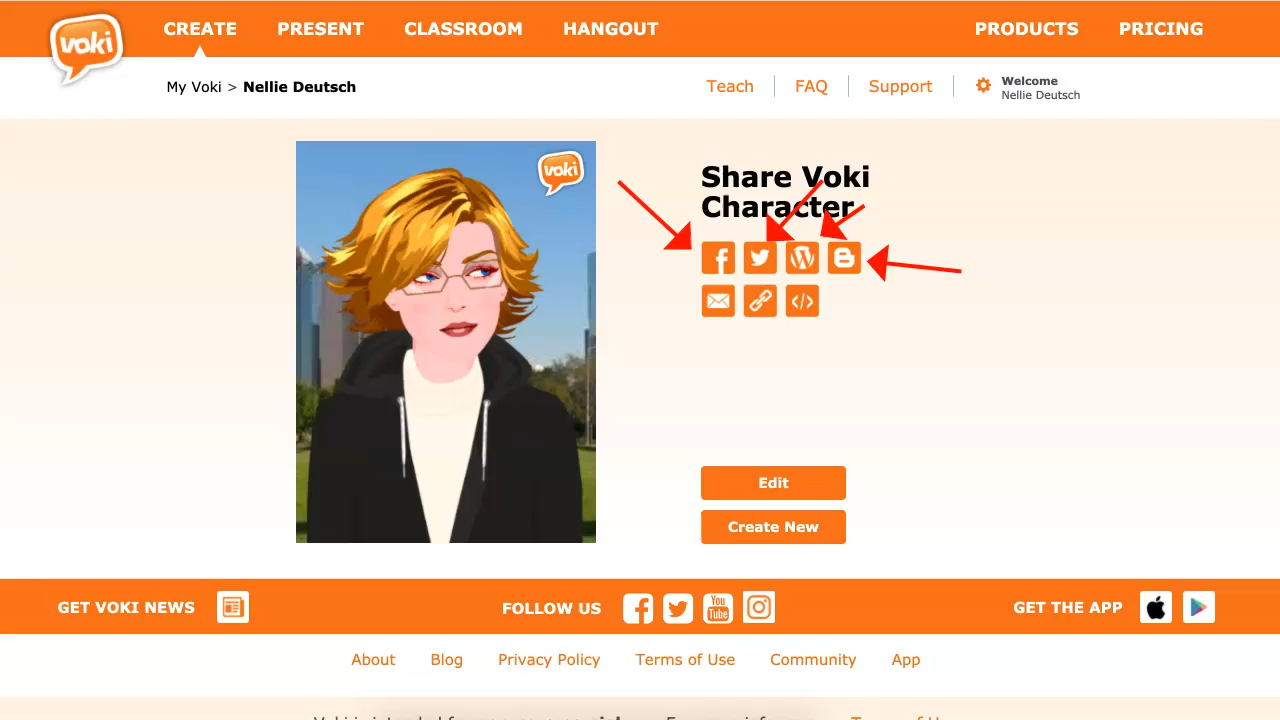 voki
CREATE PRESENT CLASSROOM HANGOUT PRODUCTS PRICING
My Voki > Nellie Deutsch
Teach FAQ Support
Welcome
Nellie Deutsch
voki
Share Voki
Character
Edit
Create New
GET VOKI NEWS FOLLOW US You Tube GET THE APP
About Blog Privacy Policy Terms of Use Community App